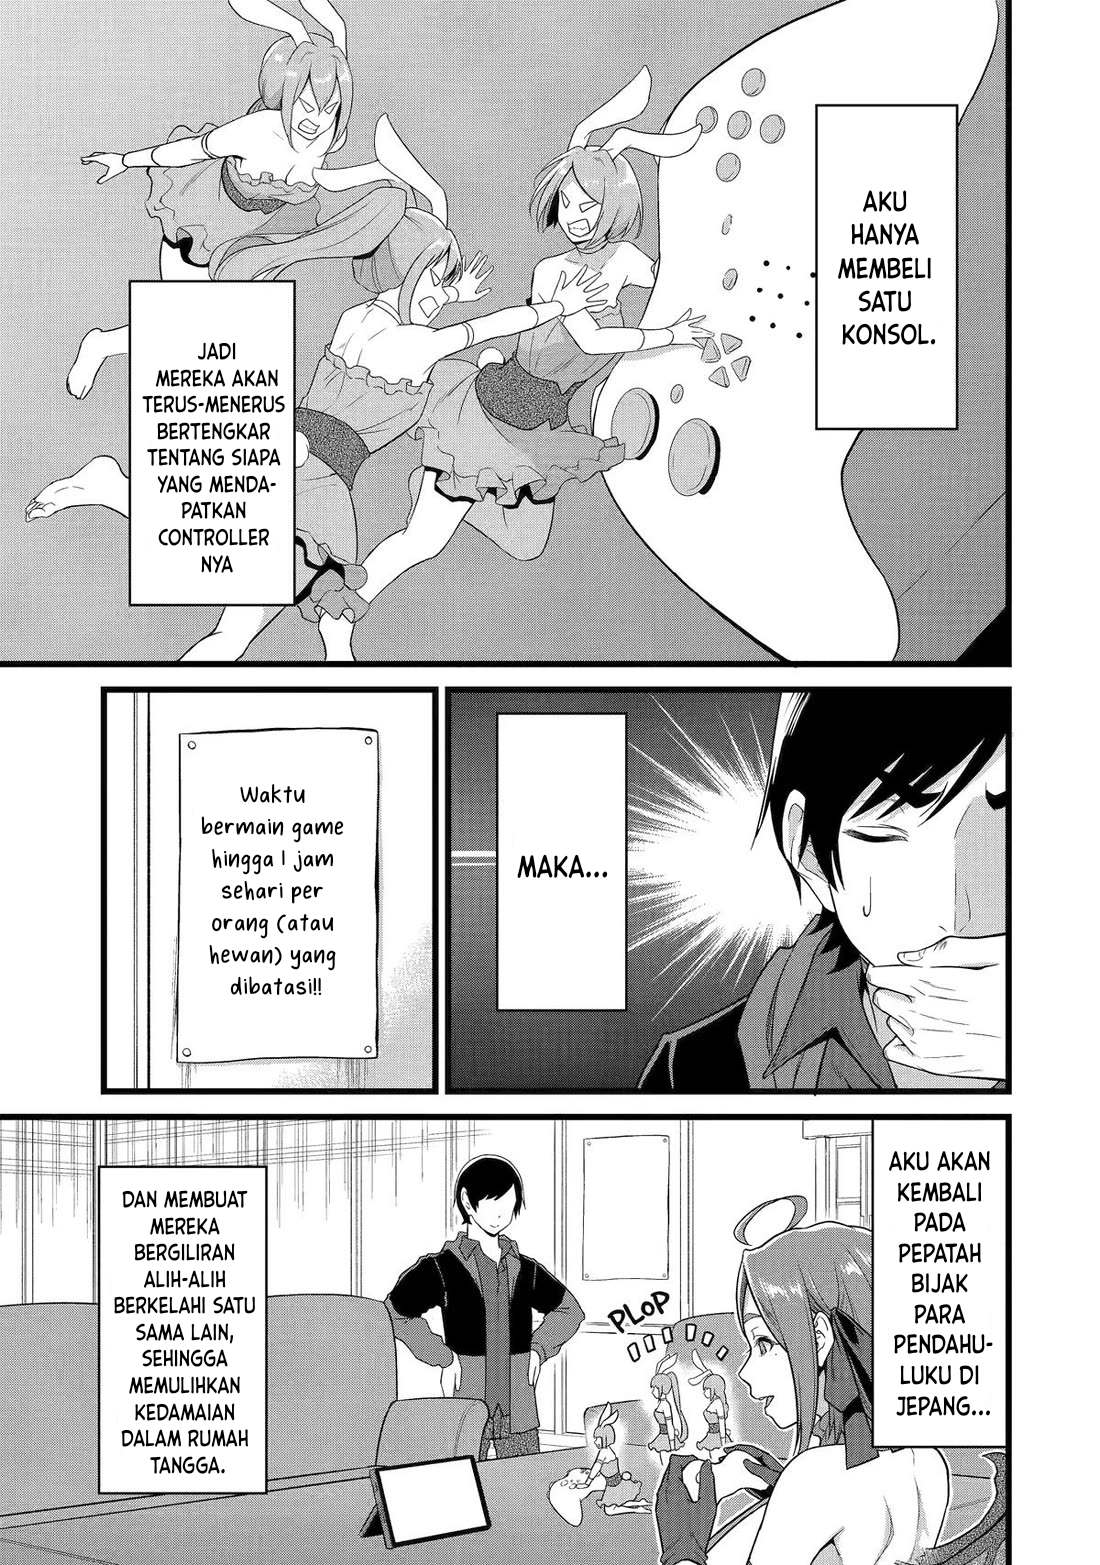 AKU
HANYA
MEMBELI
SATU
KONSOL.
JADI
MEREKA AKAN
TERUS-MENERUS
BERTENGKAR
TENTANG SIAPA
YANG MENDA-
PATKAN
CONTROLLER
NYA
MAKA...
Waktu
bermain game
hingga 1 jam
sehari per
orang (atau
hewan) yang
dibatasi!!
AKU AKAN
KEMBALI
PADA
PEPATAH
BIJAK
PARA
PENDAHU-
LUKU DI
JEPANG...
PLOP
DAN MEMBUAT
MEREKA
BERGILIRAN
ALIH-ALIH
BERKELAHI SATU
SAMA LAIN,
SEHINGGA
MEMULIHKAN
KEDAMAIAN
DALAM RUMAH
TANGGA.